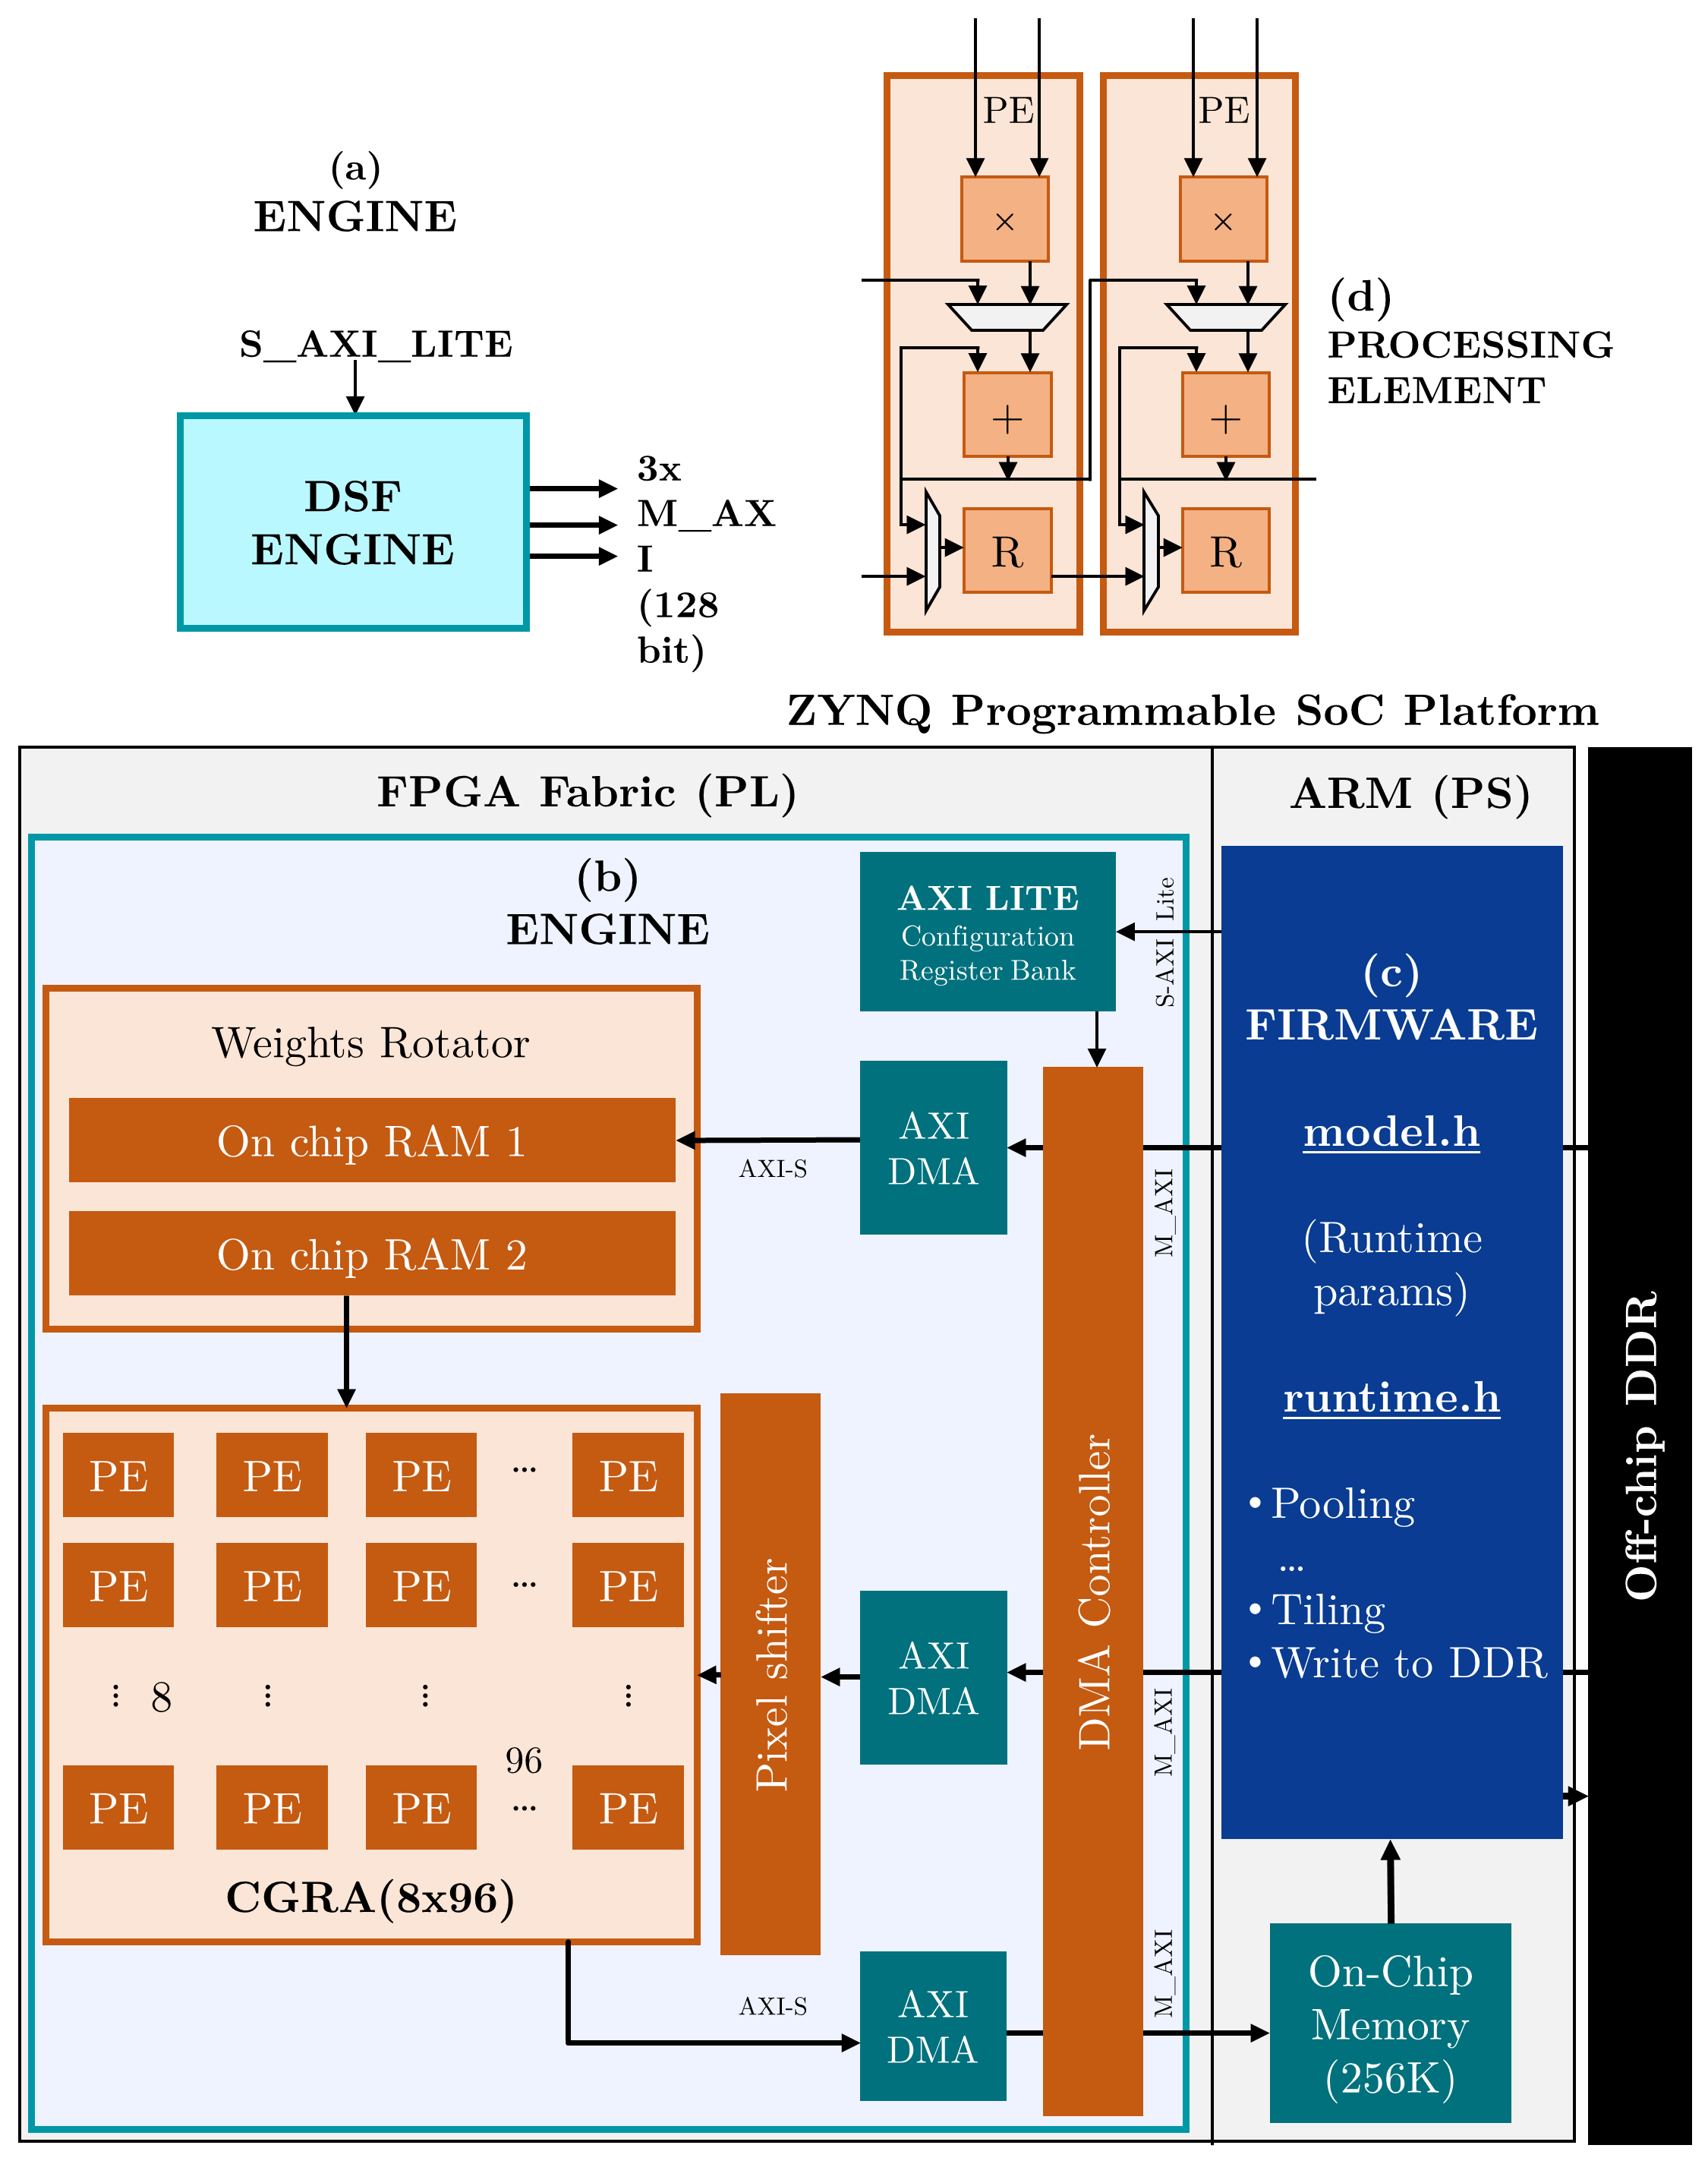 (a)
ENGINE
S__AXI__LITE
DSF
ENGINE
3x
M__AX
I
(128
bit)
PE
PE
×
×
+
+
R
R
(d)
PROCESSING
ELEMENT
ZYNQ Programmable SoC Platform
FPGA Fabric (PL)
ARM (PS)
(b)
ENGINE
AXI LITE
Configuration
Register Bank
S-AXI Lite
Weights Rotator
On chip RAM 1
On chip RAM 2
AXI-S
AXI
DMA
M_AXI
PE PE PE ... PE
PE PE PE ... PE
⋮ 8 ⋮ ⋮ ⋮
96
PE PE PE ... PE
CGRA(8x96)
Pixel shifter
AXI
DMA
M_AXI
DMA Controller
AXI-S
AXI
DMA
M_AXI
(c)
FIRMWARE
model.h
(Runtime
params)
runtime.h
• Pooling
...
• Tiling
• Write to DDR
On-Chip
Memory
(256K)
Off-chip DDR